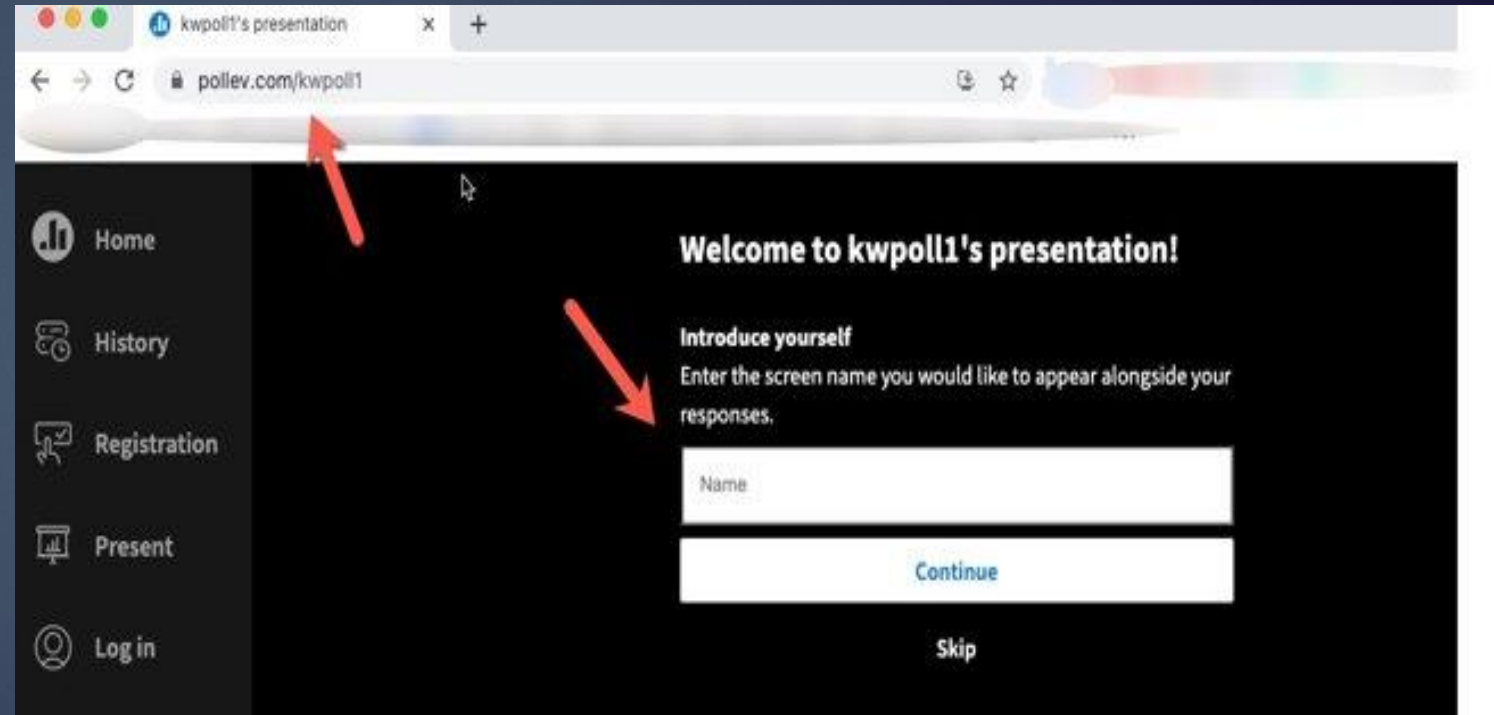 kwpoll1's presentation
pollev.com/kwpoll1
Home
History
Registration
Present
Log in
Welcome to kwpoll1's presentation!
Introduce yourself
Enter the screen name you would like to appear alongside your
responses.
Name
Continue
Skip